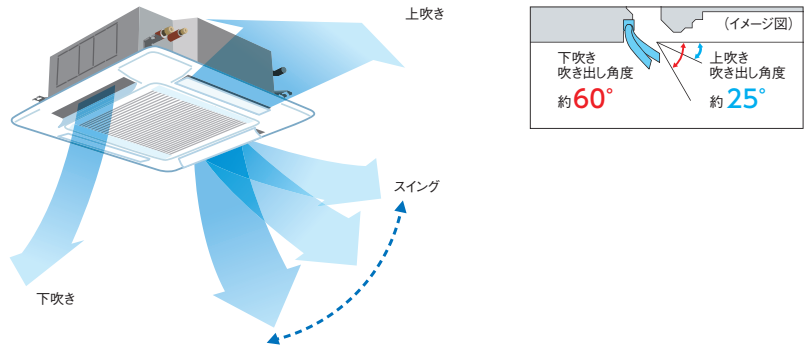 上吹き
スイング
下吹き
(イメージ図)
下吹き
吹き出し角度
約60°
上吹き
吹き出し角度
約25°